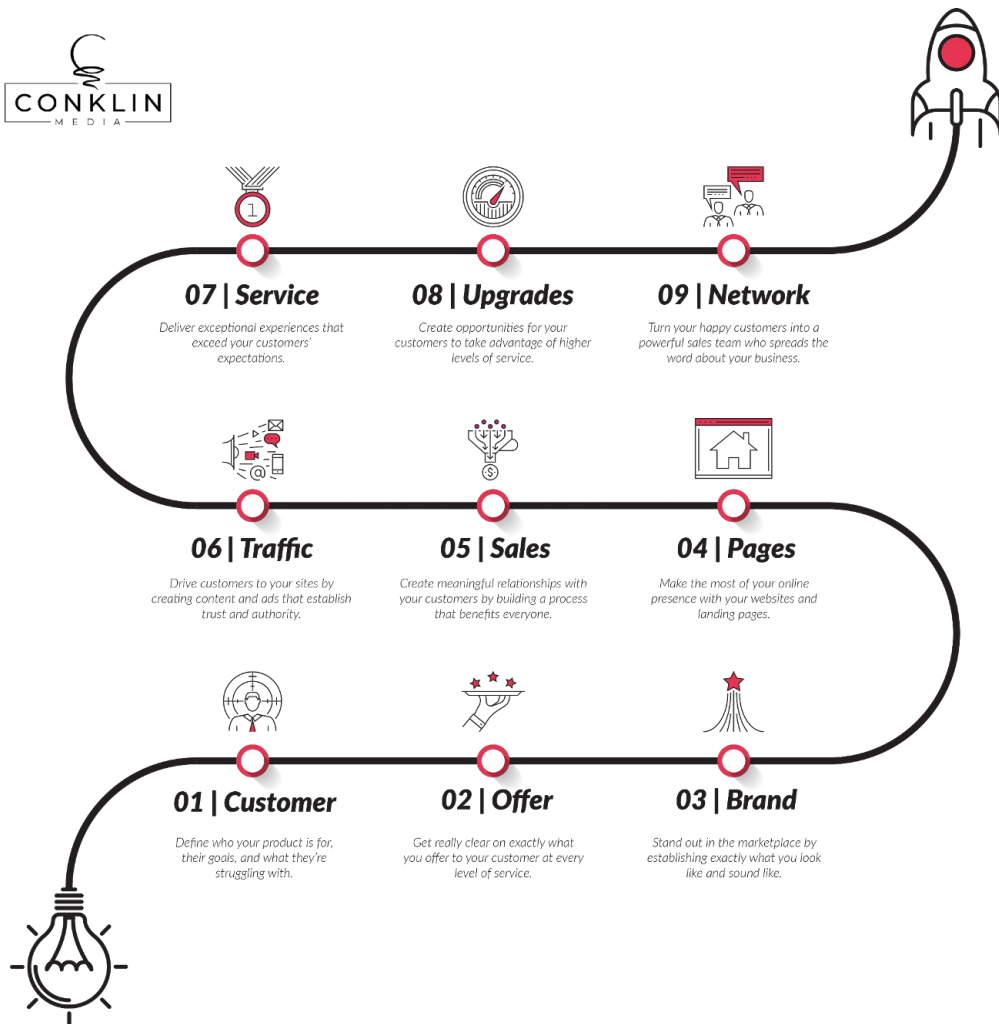 CONKLIN
MEDIA
1
07 | Service
Deliver exceptional experiences that
exceed your customers'
expectations.
08 | Upgrades
Create opportunities for your
customers to take advantage of higher
levels of service.
09 | Network
Turn your happy customers into a
powerful sales team who spreads the
word about your business.
@
06 | Traffic
Drive customers to your sites by
creating content and ads that establish
trust and authority.
$
05 | Sales
Create meaningful relationships with
your customers by building a process
that benefits everyone.
04 | Pages
Make the most of your online
presence with your websites and
landing pages.
01 | Customer
Define who your product is for,
their goals, and what they're
struggling with.
02 | Offer
Get really clear on exactly what
you offer to your customer at every
level of service.
03 | Brand
Stand out in the marketplace by
establishing exactly what you look
like and sound like.